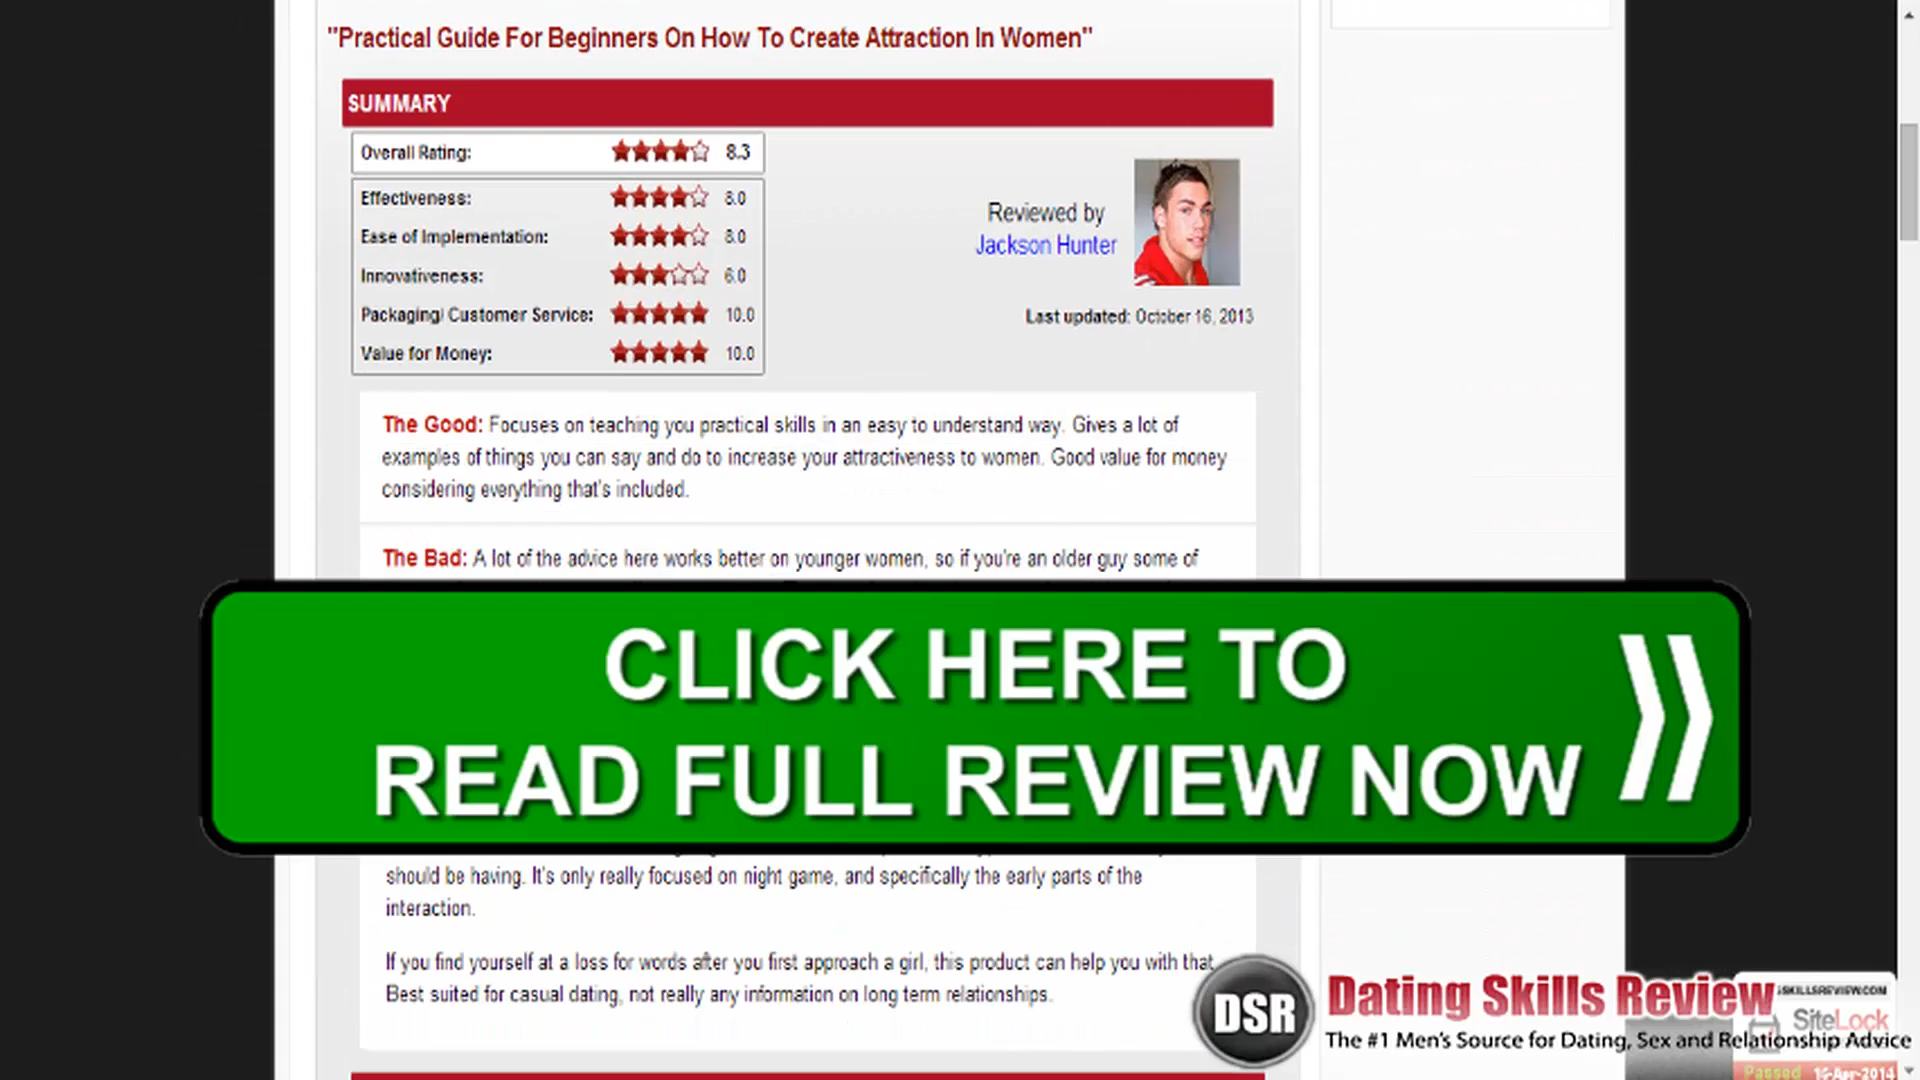 "Practical Guide For Beginners On How To Create Attraction In Women"
SUMMARY
Overall Rating: 8.3
Effectiveness: 8.0
Ease of Implementation: 8.0
Innovativeness: 6.0
Packaging/ Customer Service: 10.0
Value for Money: 10.0
Reviewed by
Jackson Hunter
Last updated: October 16, 2013
The Good: Focuses on teaching you practical skills in an easy to understand way. Gives a lot of
examples of things you can say and do to increase your attractiveness to women. Good value for money
considering everything that's included.
The Bad: A lot of the advice here works better on younger women, so if you're an older guy some of
CLICK HERE TO
READ FULL REVIEW NOW
should be having. It's only really focused on night game, and specifically the early parts of the
interaction.
If you find yourself at a loss for words after you first approach a girl, this product can help you with that.
Best suited for casual dating, not really any information on long term relationships.
DSR
Dating Skills Review
The #1 Men's Source for Dating, Sex and Relationship Advice
SKILLSREVIEW.COM
SiteLock
Passed 16-Apr-2014